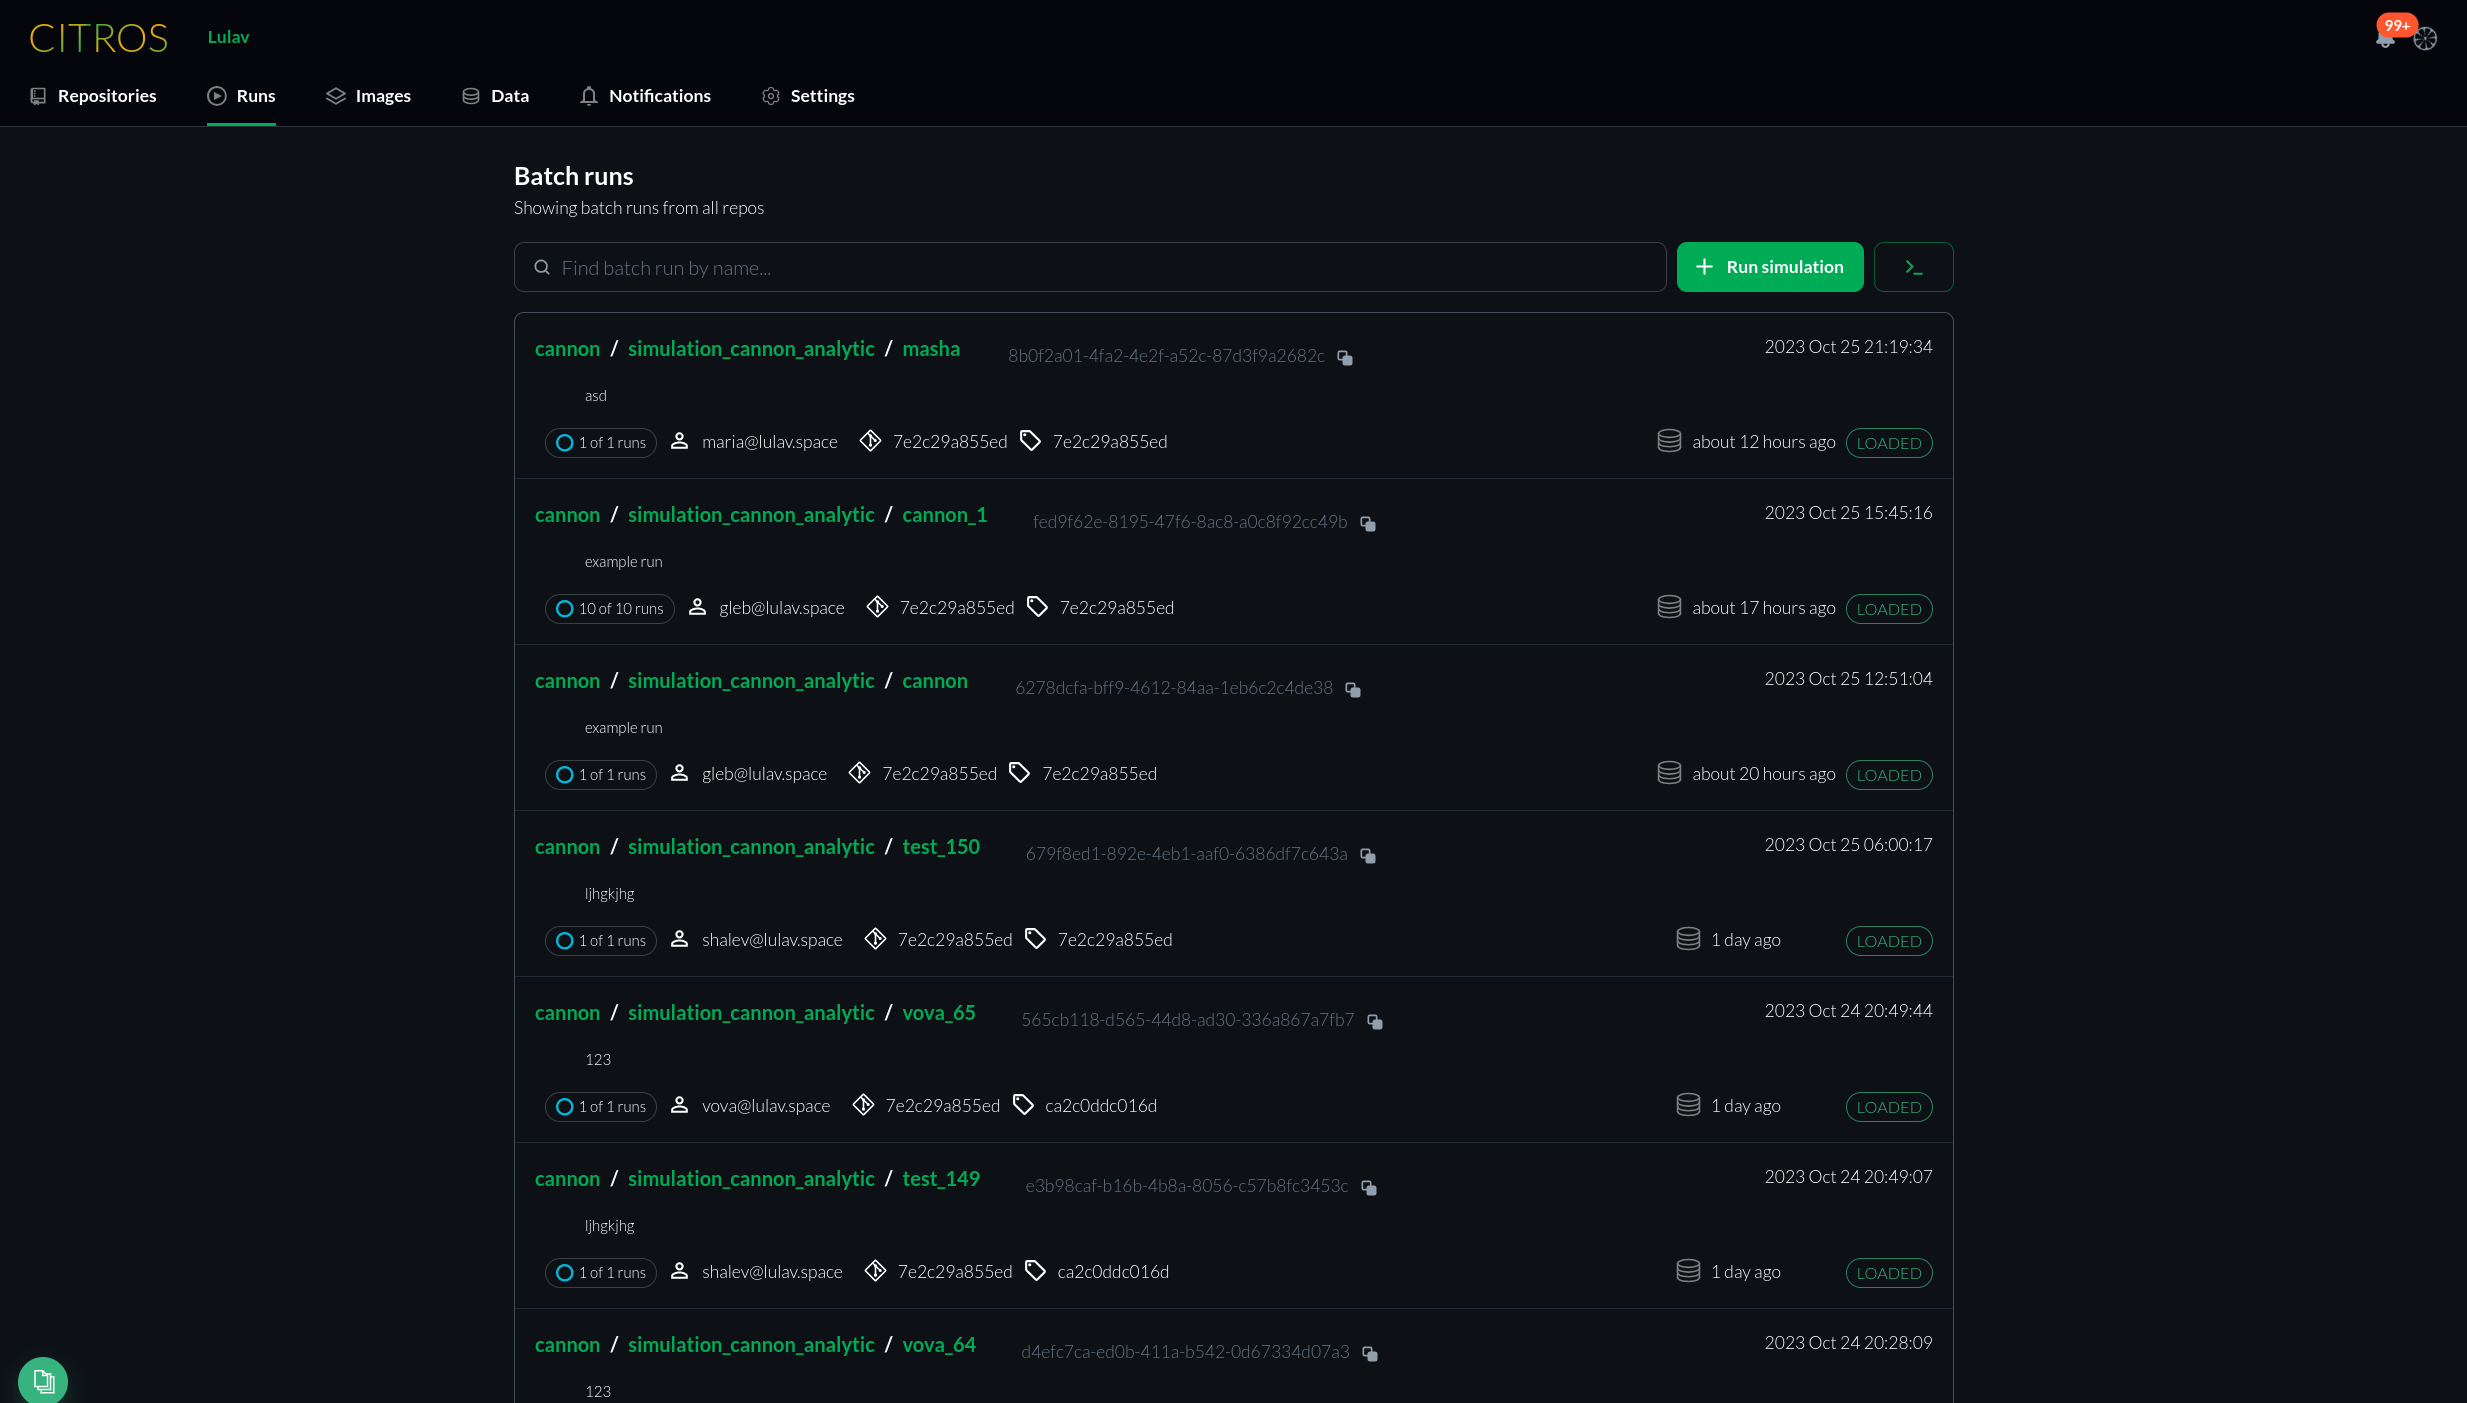 CITROS Lulav 99+
Repositories Runs Images Data Notifications Settings
Batch runs
Showing batch runs from all repos
Find batch run by name... Run simulation
cannon / simulation_cannon_analytic / masha 8b0f2a01-4fa2-4e2f-a52c-87d3f9a2682c 2023 Oct 25 21:19:34
asd
1 of 1 runs maria@lulav.space 7e2c29a855ed 7e2c29a855ed about 12 hours ago LOADED
cannon / simulation_cannon_analytic / cannon_1 fed9f62e-8195-47f6-8ac8-a0c8f92cc49b 2023 Oct 25 15:45:16
example run
10 of 10 runs gleb@lulav.space 7e2c29a855ed 7e2c29a855ed about 17 hours ago LOADED
cannon / simulation_cannon_analytic / cannon 6278dcfa-bff9-4612-84aa-1eb6c2c4de38 2023 Oct 25 12:51:04
example run
1 of 1 runs gleb@lulav.space 7e2c29a855ed 7e2c29a855ed about 20 hours ago LOADED
cannon / simulation_cannon_analytic / test_150 679f8ed1-892e-4eb1-aaf0-6386df7c643a 2023 Oct 25 06:00:17
ljhgkjhg
1 of 1 runs shalev@lulav.space 7e2c29a855ed 7e2c29a855ed 1 day ago LOADED
cannon / simulation_cannon_analytic / vova_65 565cb118-d565-44d8-ad30-336a867a7fb7 2023 Oct 24 20:49:44
123
1 of 1 runs vova@lulav.space 7e2c29a855ed ca2c0ddc016d 1 day ago LOADED
cannon / simulation_cannon_analytic / test_149 e3b98caf-b16b-4b8a-8056-c57b8fc3453c 2023 Oct 24 20:49:07
ljhgkjhg
1 of 1 runs shalev@lulav.space 7e2c29a855ed ca2c0ddc016d 1 day ago LOADED
cannon / simulation_cannon_analytic / vova_64 d4efc7ca-ed0b-411a-b542-0d67334d07a3 2023 Oct 24 20:28:09
123